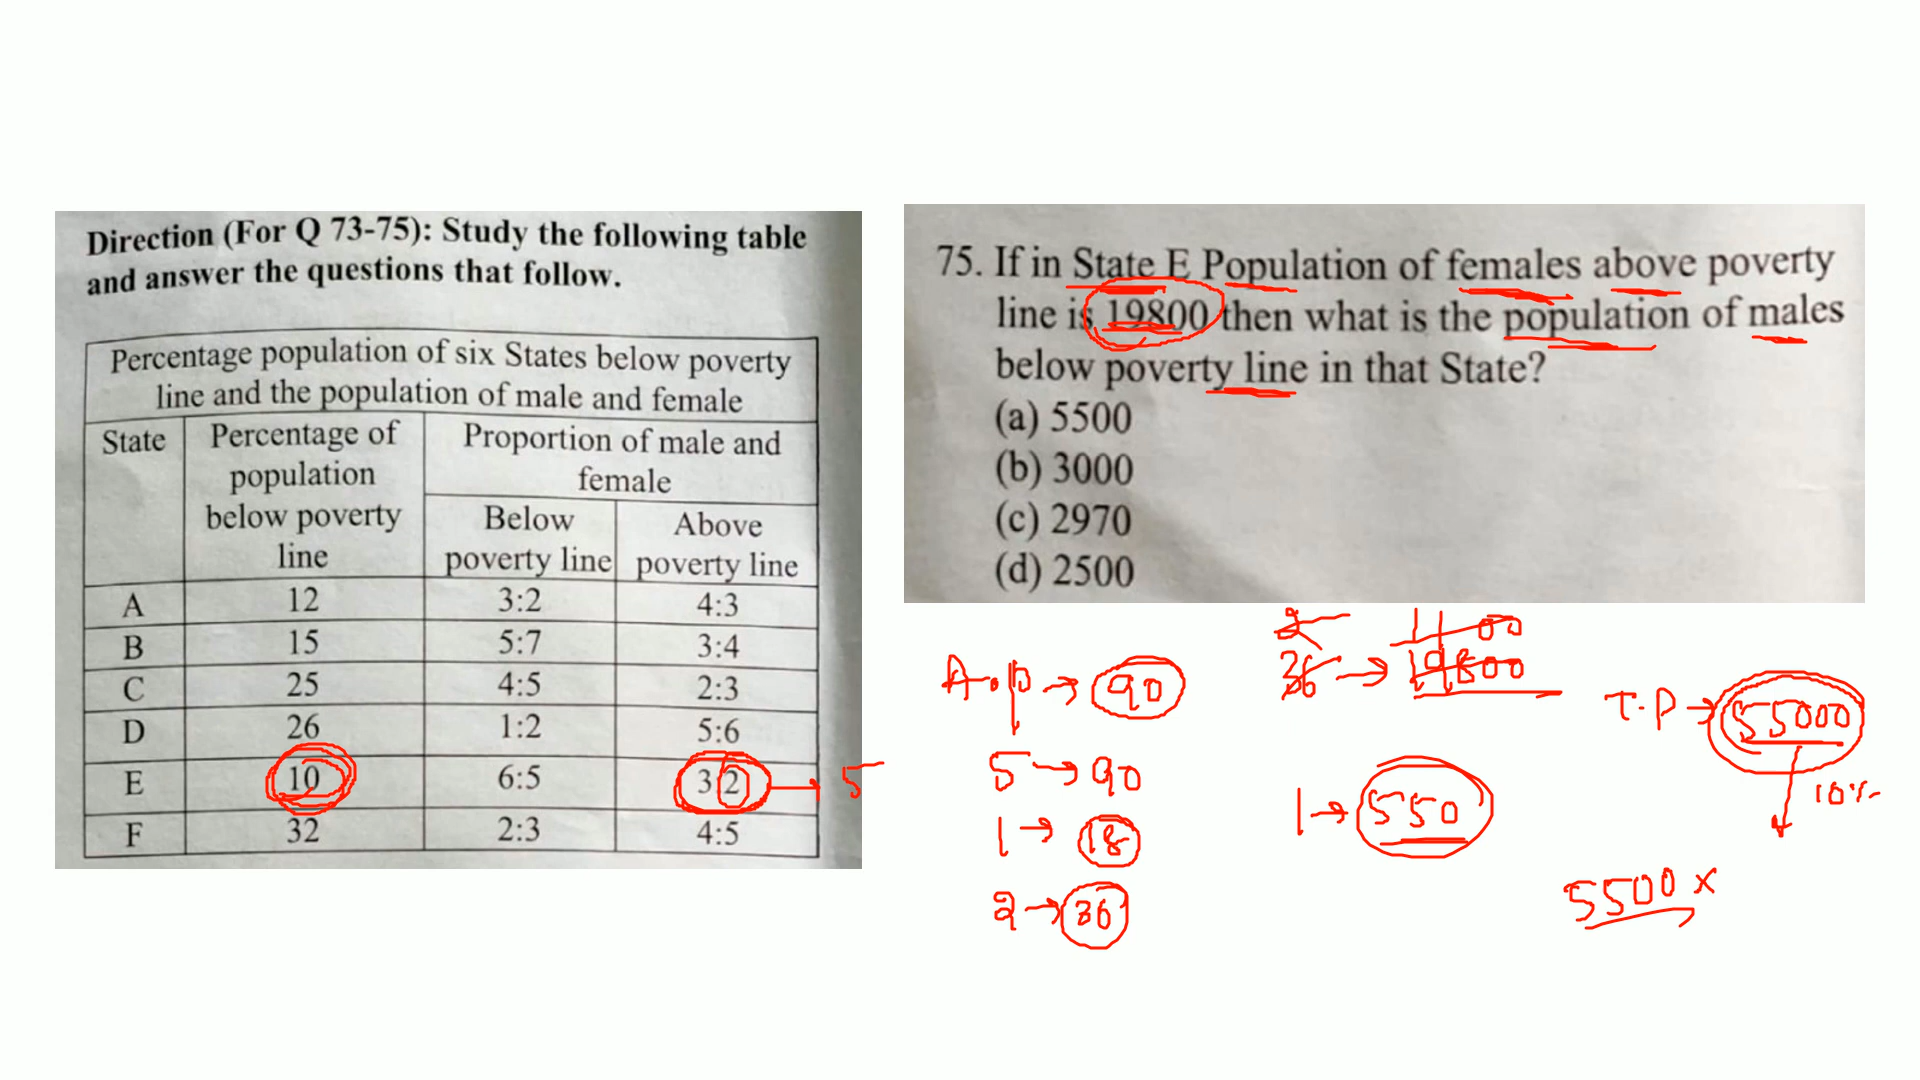 Direction (For Q 73-75): Study the following table
and answer the questions that follow.
Percentage population of six States below poverty
line and the population of male and female
State Percentage of population below poverty line Proportion of male and female
Below poverty line Above poverty line
A 12 3:2 4:3
B 15 5:7 3:4
C 25 4:5 2:3
D 26 1:2 5:6
E 10 6:5 3 2 → 5
F 32 2:3 4:5
75. If in State E Population of females above poverty
line is 19800 then what is the population of males
below poverty line in that State?
(a) 5500
(b) 3000
(c) 2970
(d) 2500
A.p → 90
5 → 90
1 → 18
2 → 36
2 1100
36 → 19800
1 → 550
T.P → 55000
10%
5500 ×